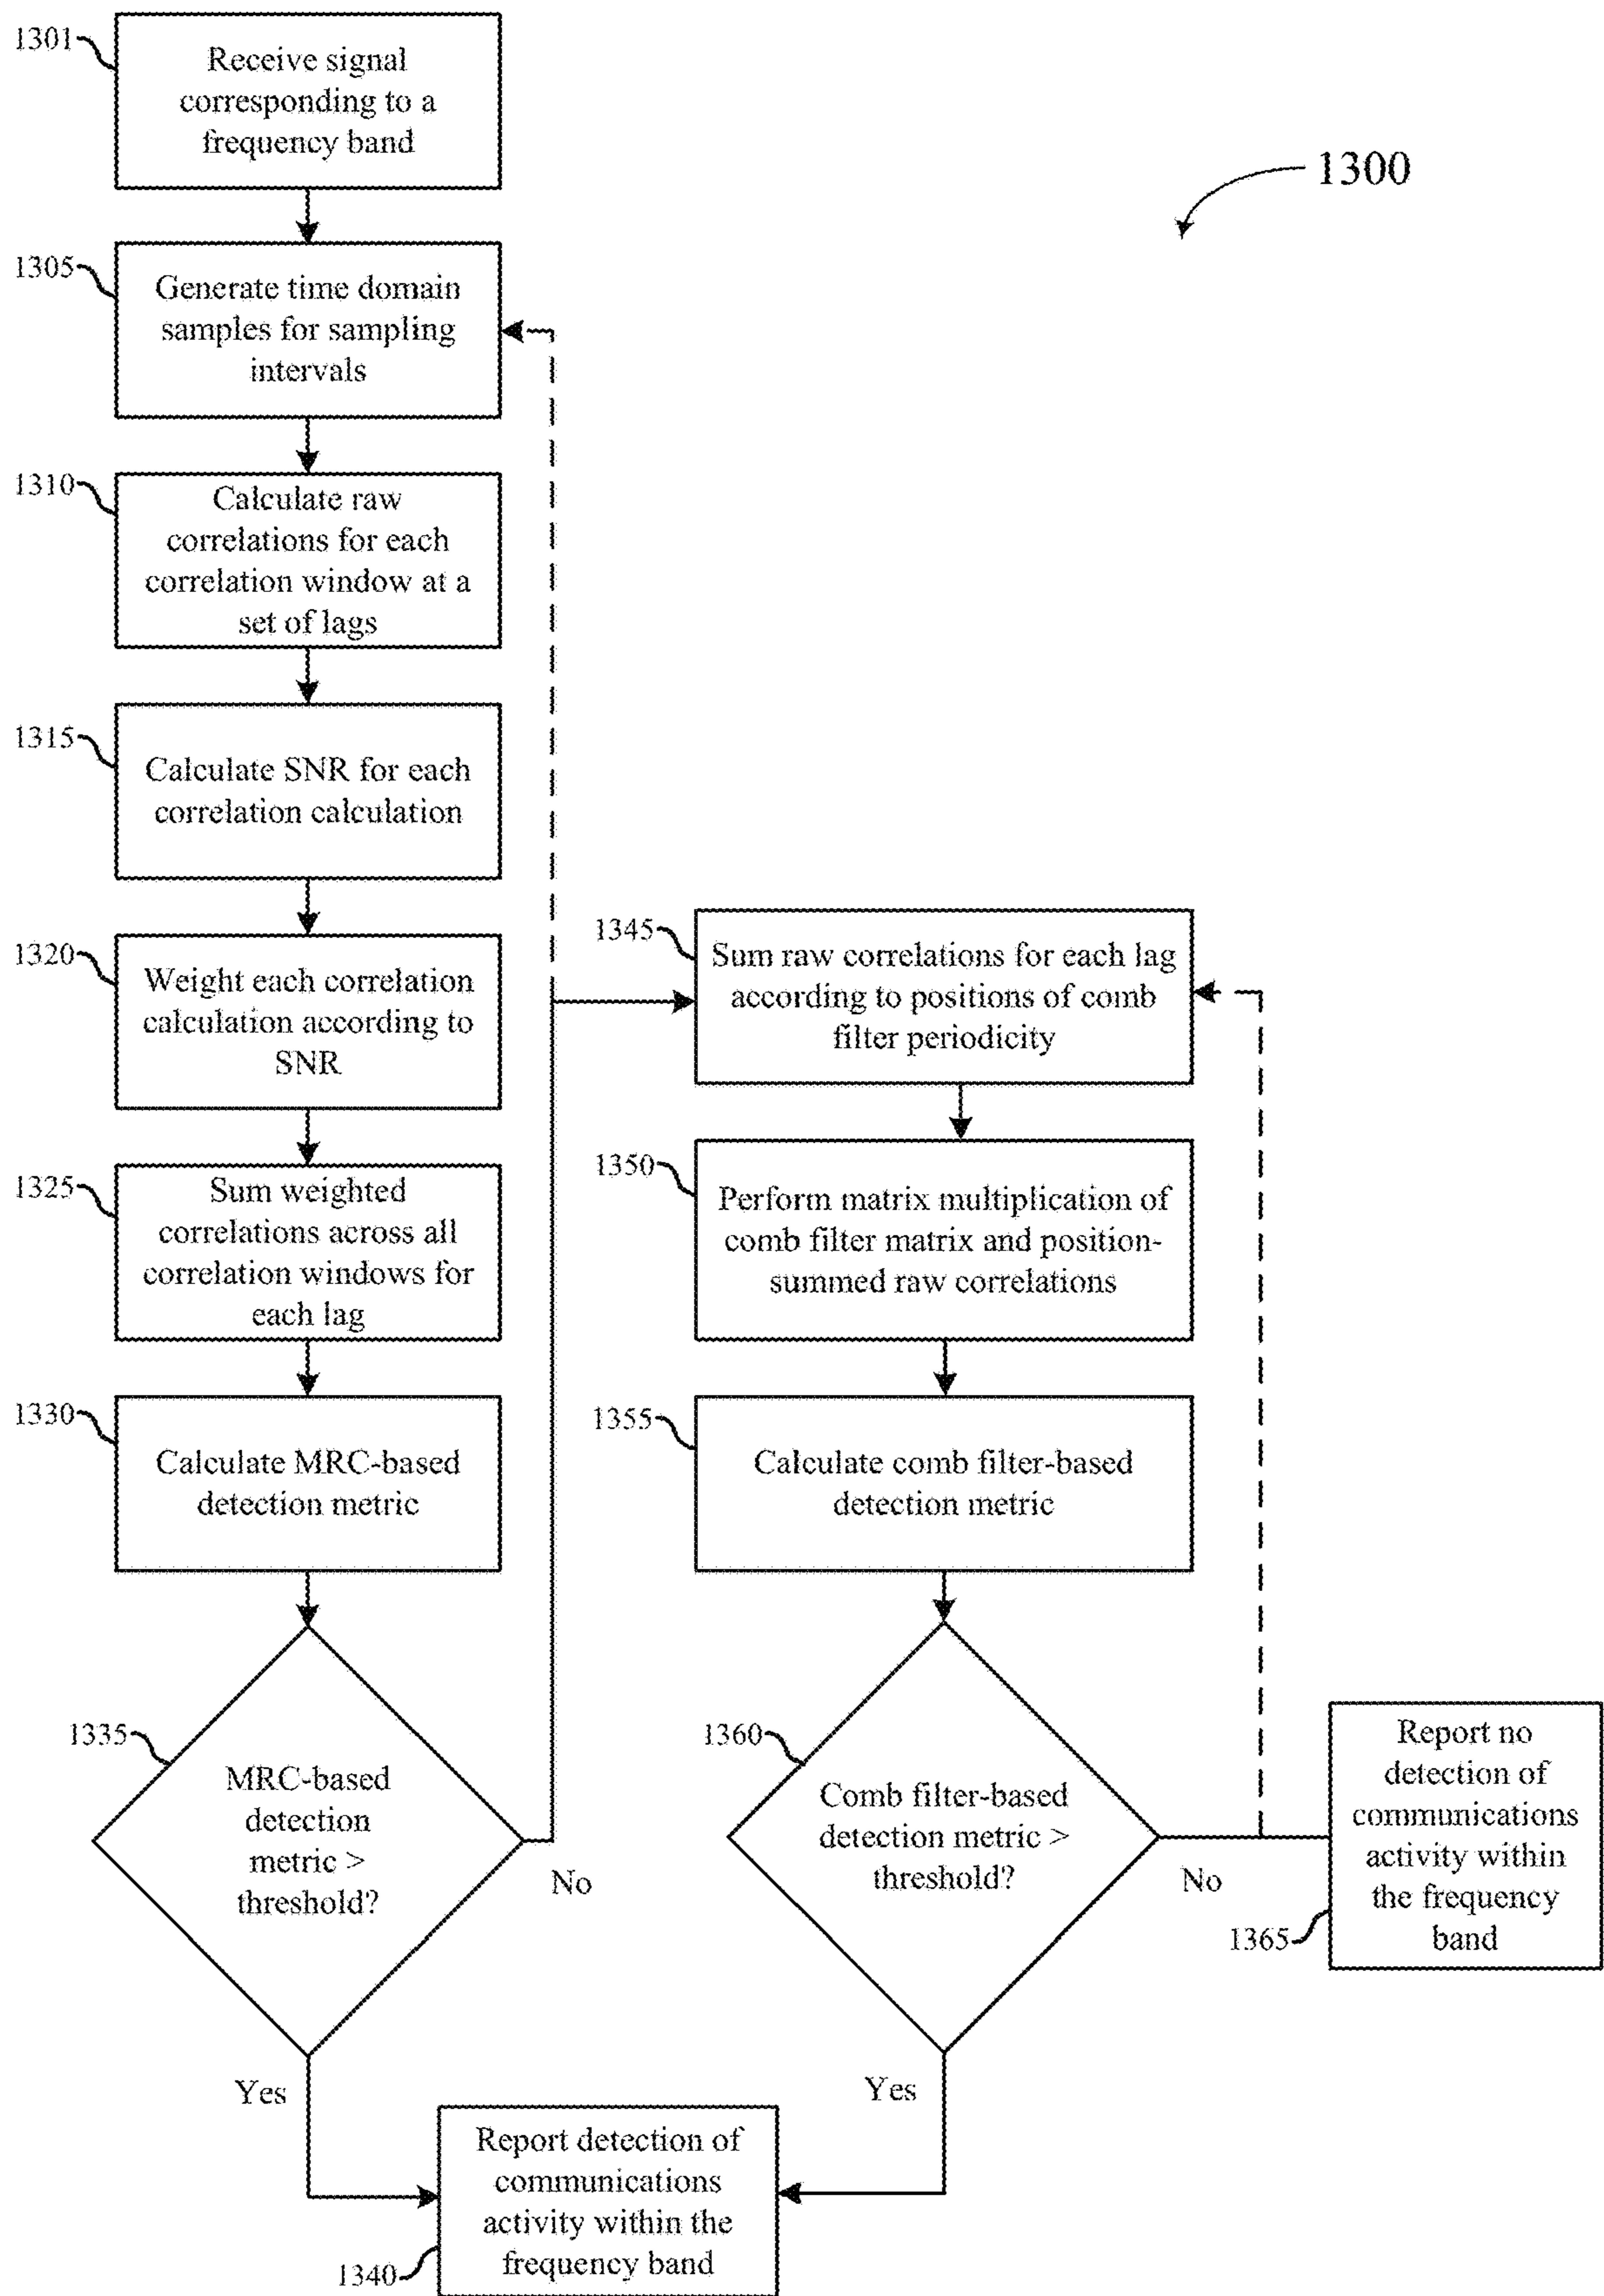 1301
Receive signal
corresponding to a
frequency band
1300
1305
Generate time domain
samples for sampling
intervals
1310
Calculate raw
correlations for each
correlation window at a
set of lags
1315
Calculate SNR for each
correlation calculation
1320
Weight each correlation
calculation according to
SNR
1325
Sum weighted
correlations across all
correlation windows for
each lag
1330
Calculate MRC-based
detection metric
1335
MRC-based
detection
metric >
threshold?
No
Yes
1345
Sum raw correlations for each lag
according to positions of comb
filter periodicity
1350
Perform matrix multiplication of
comb filter matrix and position-
summed raw correlations
1355
Calculate comb filter-based
detection metric
1360
Comb filter-based
detection metric >
threshold?
No
Yes
1365
Report no
detection of
communications
activity within
the frequency
band
1340
Report detection of
communications
activity within the
frequency band